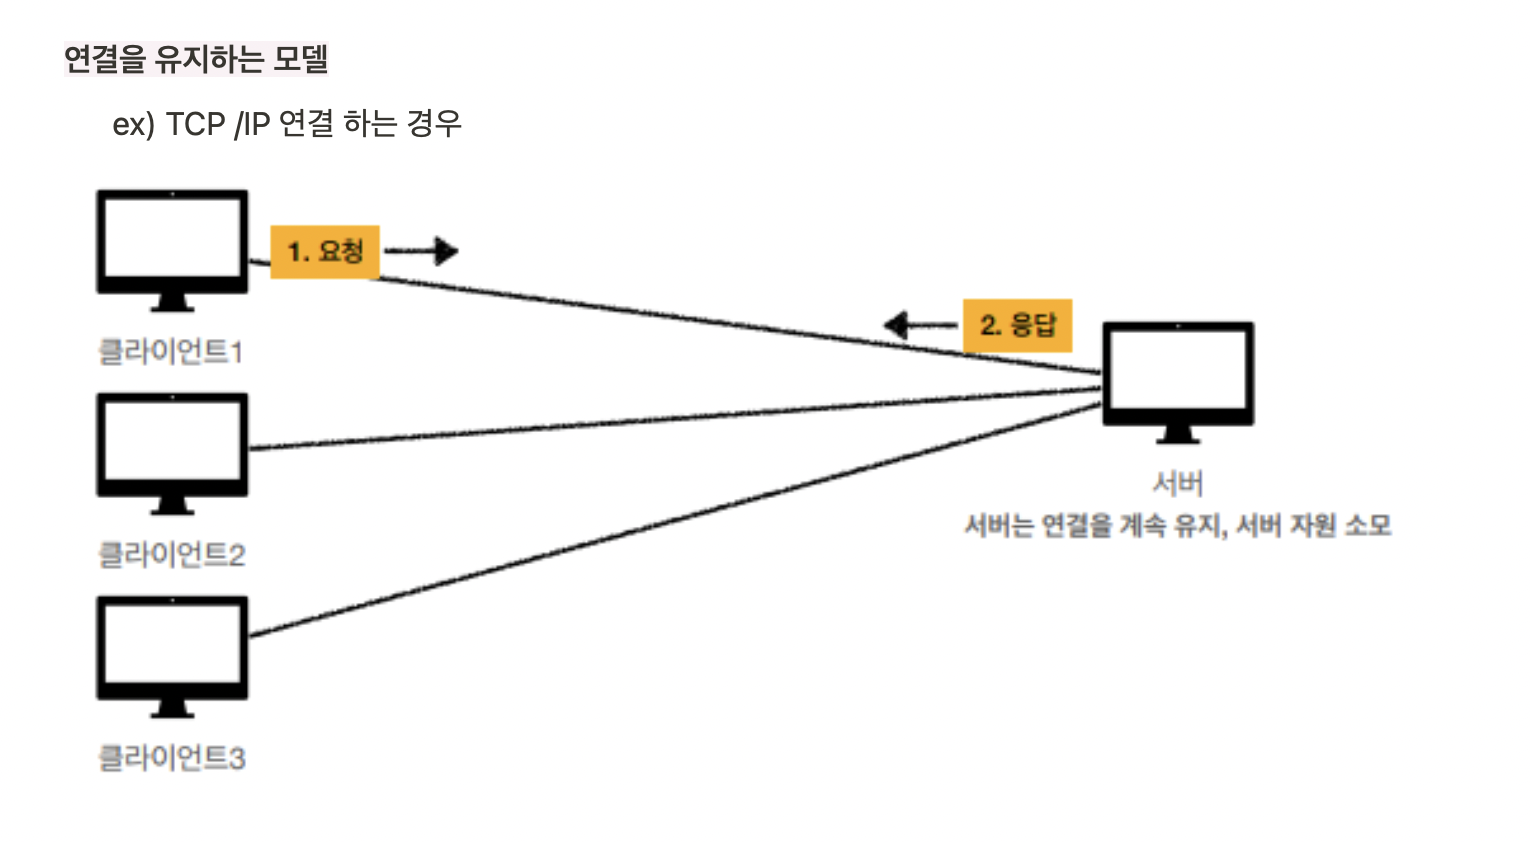 연결을 유지하는 모델
ex) TCP /IP 연결 하는 경우
1. 요청
2. 응답
클라이언트1
서버
서버는 연결을 계속 유지, 서버 자원 소모
클라이언트2
클라이언트3